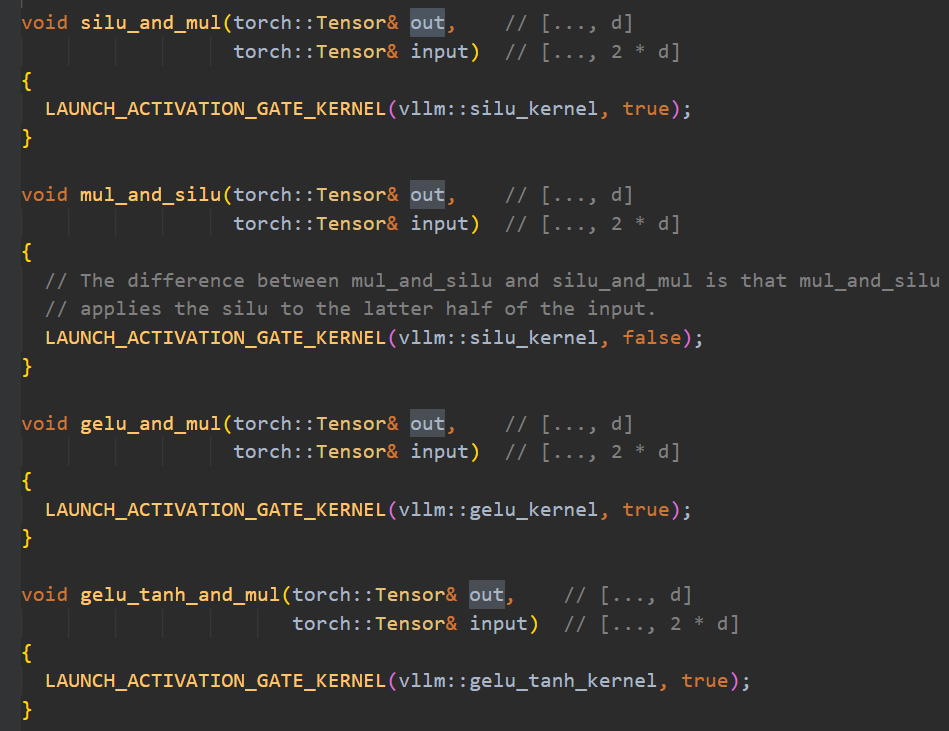 void silu_and_mul(torch::Tensor& out,    // [..., d]
                  torch::Tensor& input)  // [..., 2 * d]
{
  LAUNCH_ACTIVATION_GATE_KERNEL(vllm::silu_kernel, true);
}
void mul_and_silu(torch::Tensor& out,    // [..., d]
                  torch::Tensor& input)  // [..., 2 * d]
{
  // The difference between mul_and_silu and silu_and_mul is that mul_and_silu
  // applies the silu to the latter half of the input.
  LAUNCH_ACTIVATION_GATE_KERNEL(vllm::silu_kernel, false);
}
void gelu_and_mul(torch::Tensor& out,    // [..., d]
                  torch::Tensor& input)  // [..., 2 * d]
{
  LAUNCH_ACTIVATION_GATE_KERNEL(vllm::gelu_kernel, true);
}
void gelu_tanh_and_mul(torch::Tensor& out,    // [..., d]
                       torch::Tensor& input)  // [..., 2 * d]
{
  LAUNCH_ACTIVATION_GATE_KERNEL(vllm::gelu_tanh_kernel, true);
}